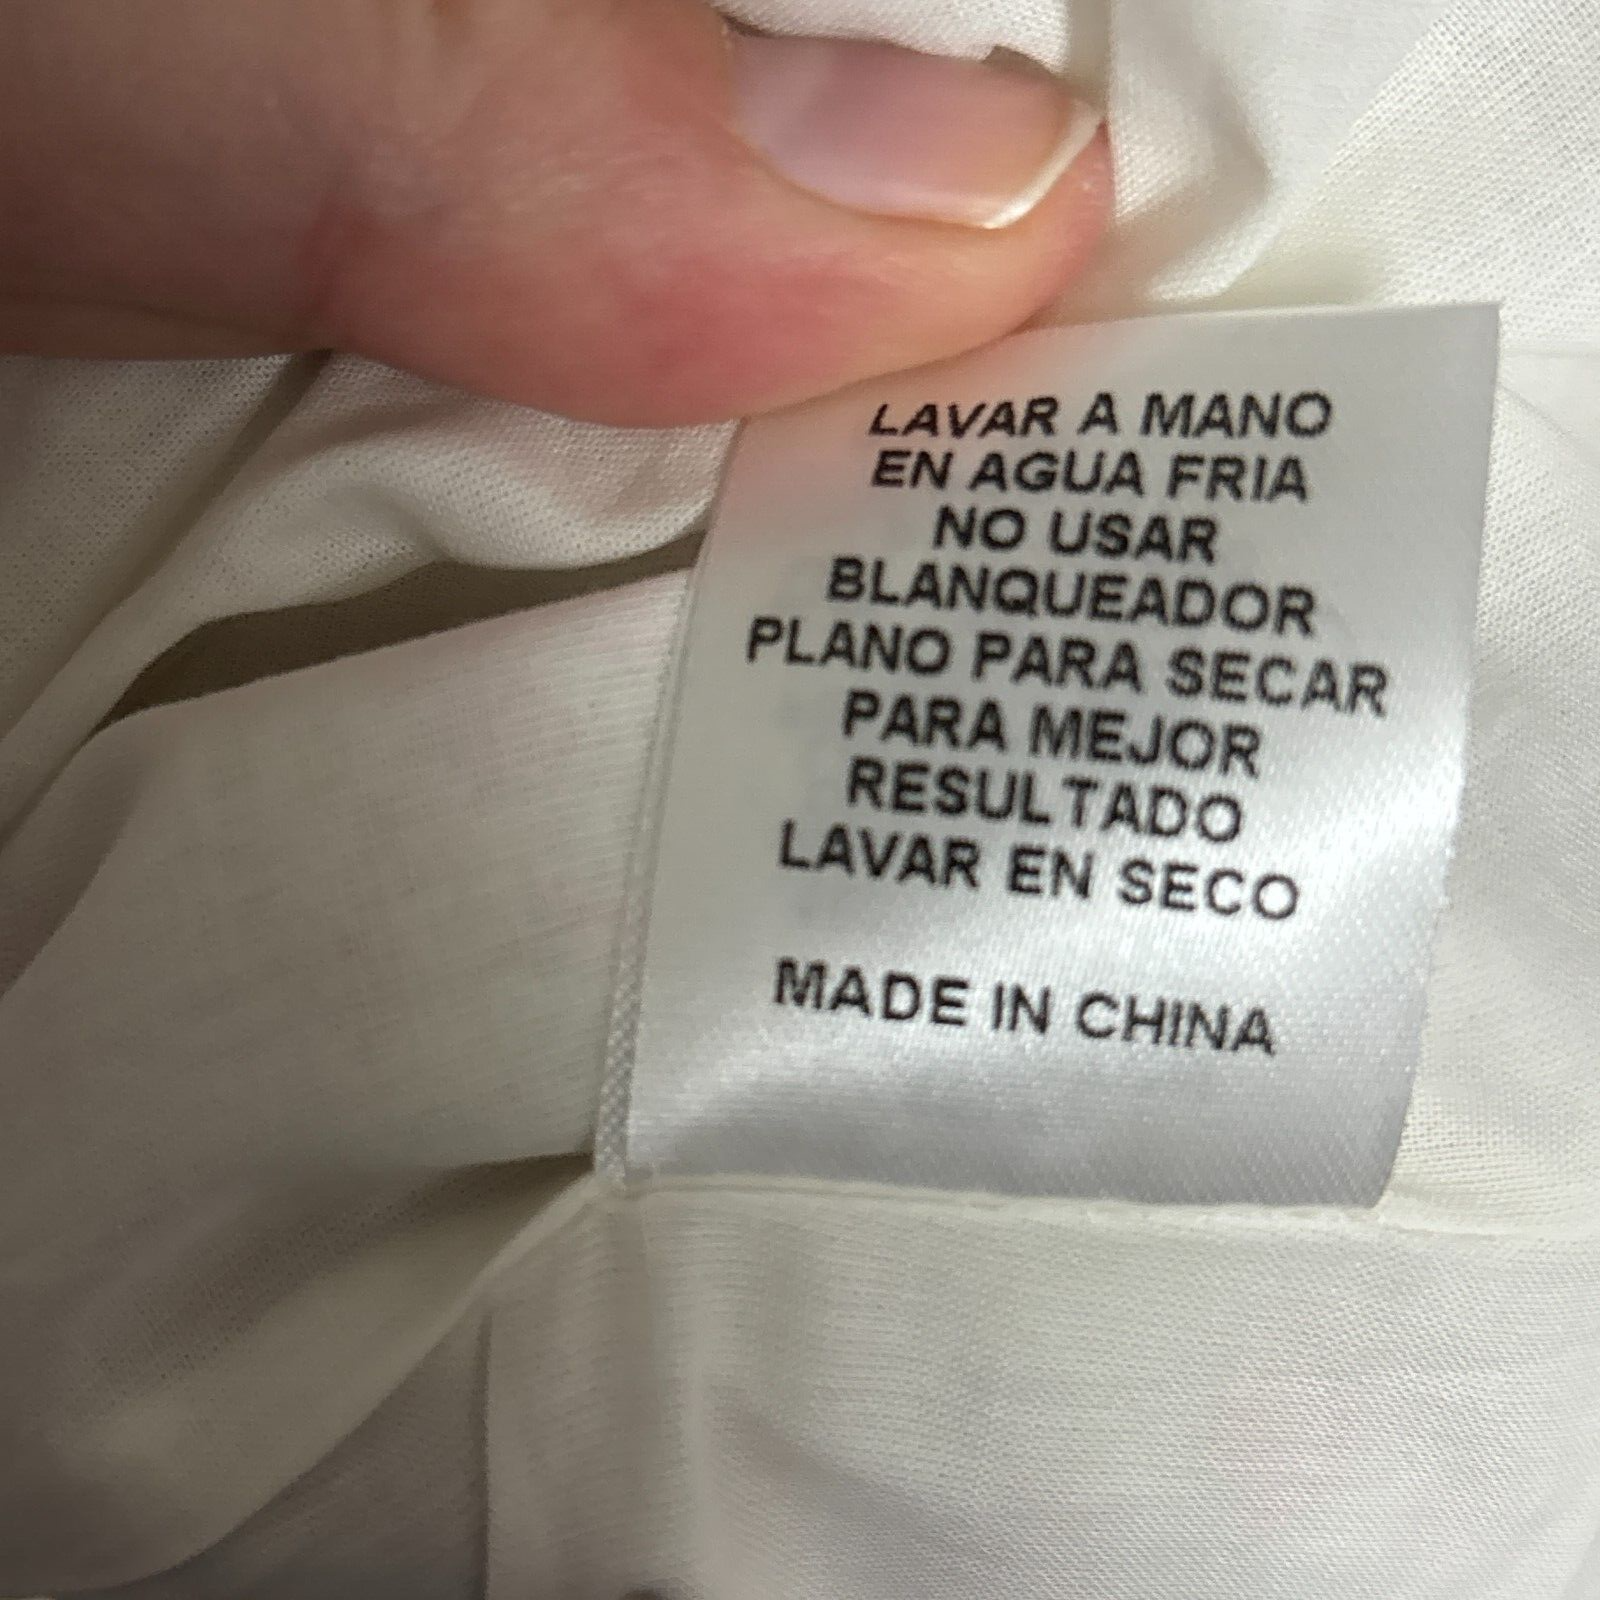 LAVAR A MANO
EN AGUA FRIA
NO USAR
BLANQUEADOR
PLANO PARA SECAR
PARA MEJOR
RESULTADO
LAVAR EN SECO
MADE IN CHINA